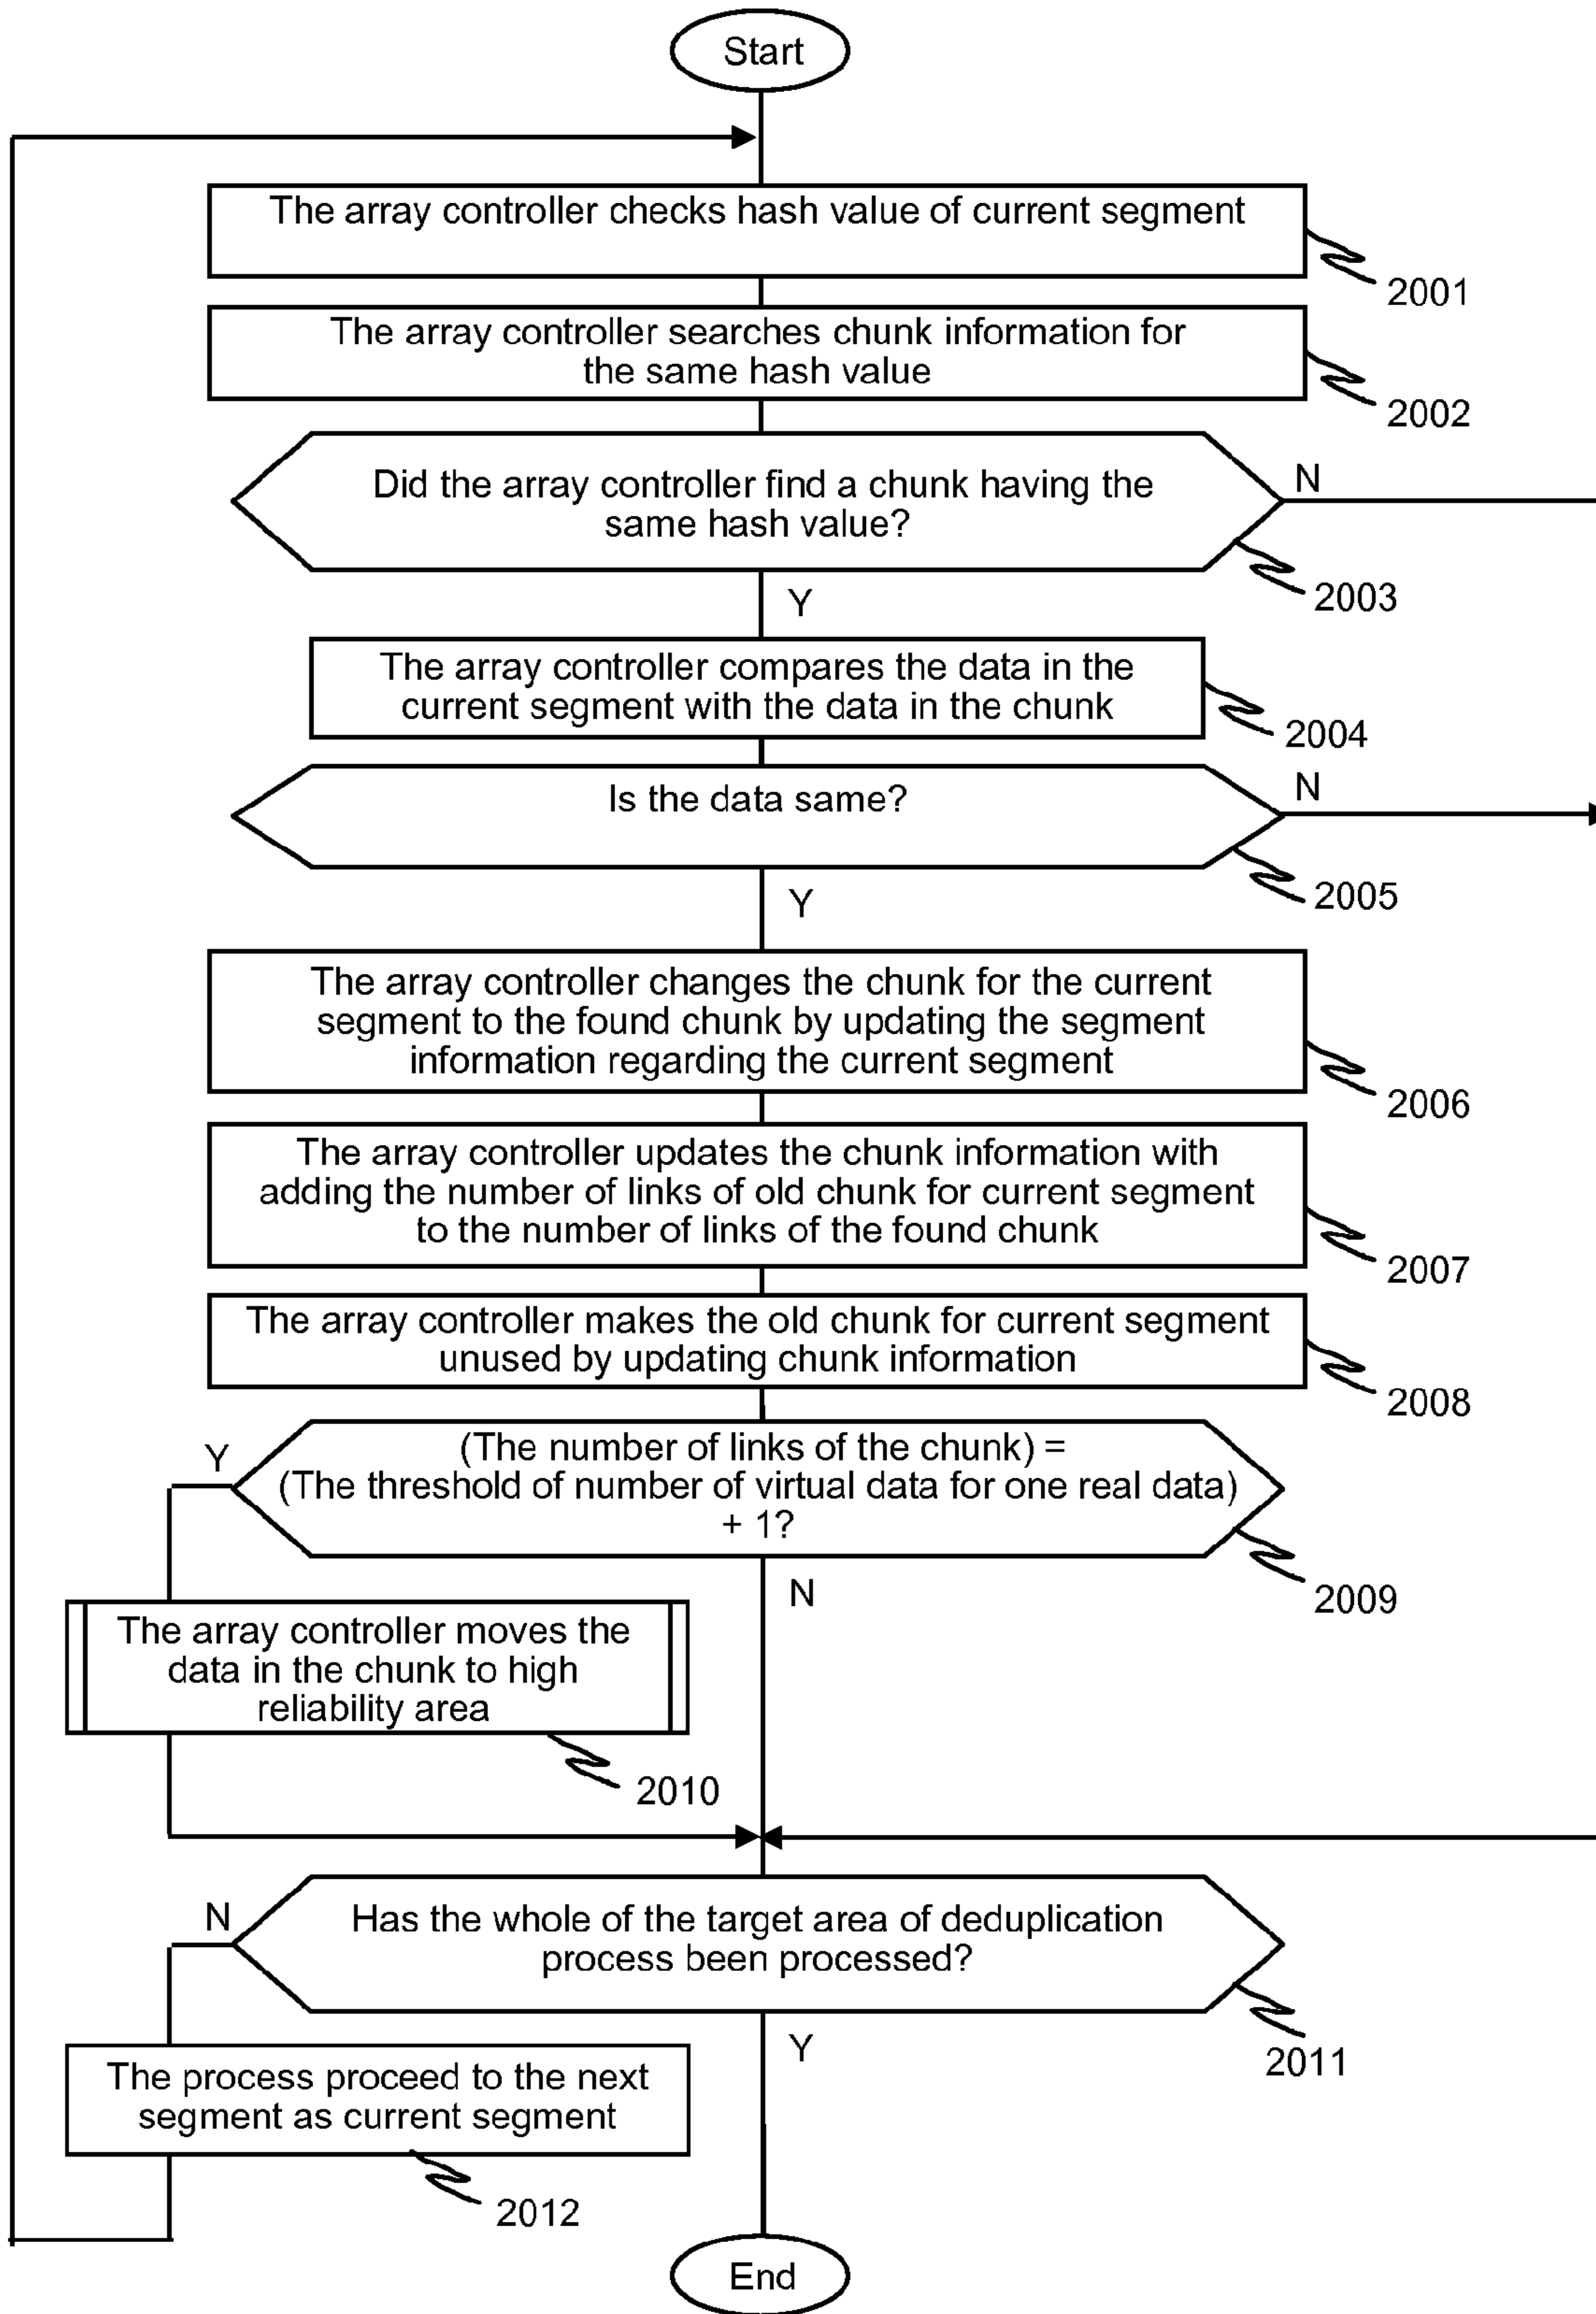 Start
The array controller checks hash value of current segment
2001
The array controller searches chunk information for
the same hash value
2002
Did the array controller find a chunk having the
same hash value?
N
2003
Y
The array controller compares the data in the
current segment with the data in the chunk
2004
Is the data same?
N
2005
Y
The array controller changes the chunk for the current
segment to the found chunk by updating the segment
information regarding the current segment
2006
The array controller updates the chunk information with
adding the number of links of old chunk for current segment
to the number of links of the found chunk
2007
The array controller makes the old chunk for current segment
unused by updating chunk information
2008
Y
(The number of links of the chunk) =
(The threshold of number of virtual data for one real data)
+ 1?
2009
N
The array controller moves the
data in the chunk to high
reliability area
2010
N
Has the whole of the target area of deduplication
process been processed?
2011
Y
The process proceed to the next
segment as current segment
2012
End